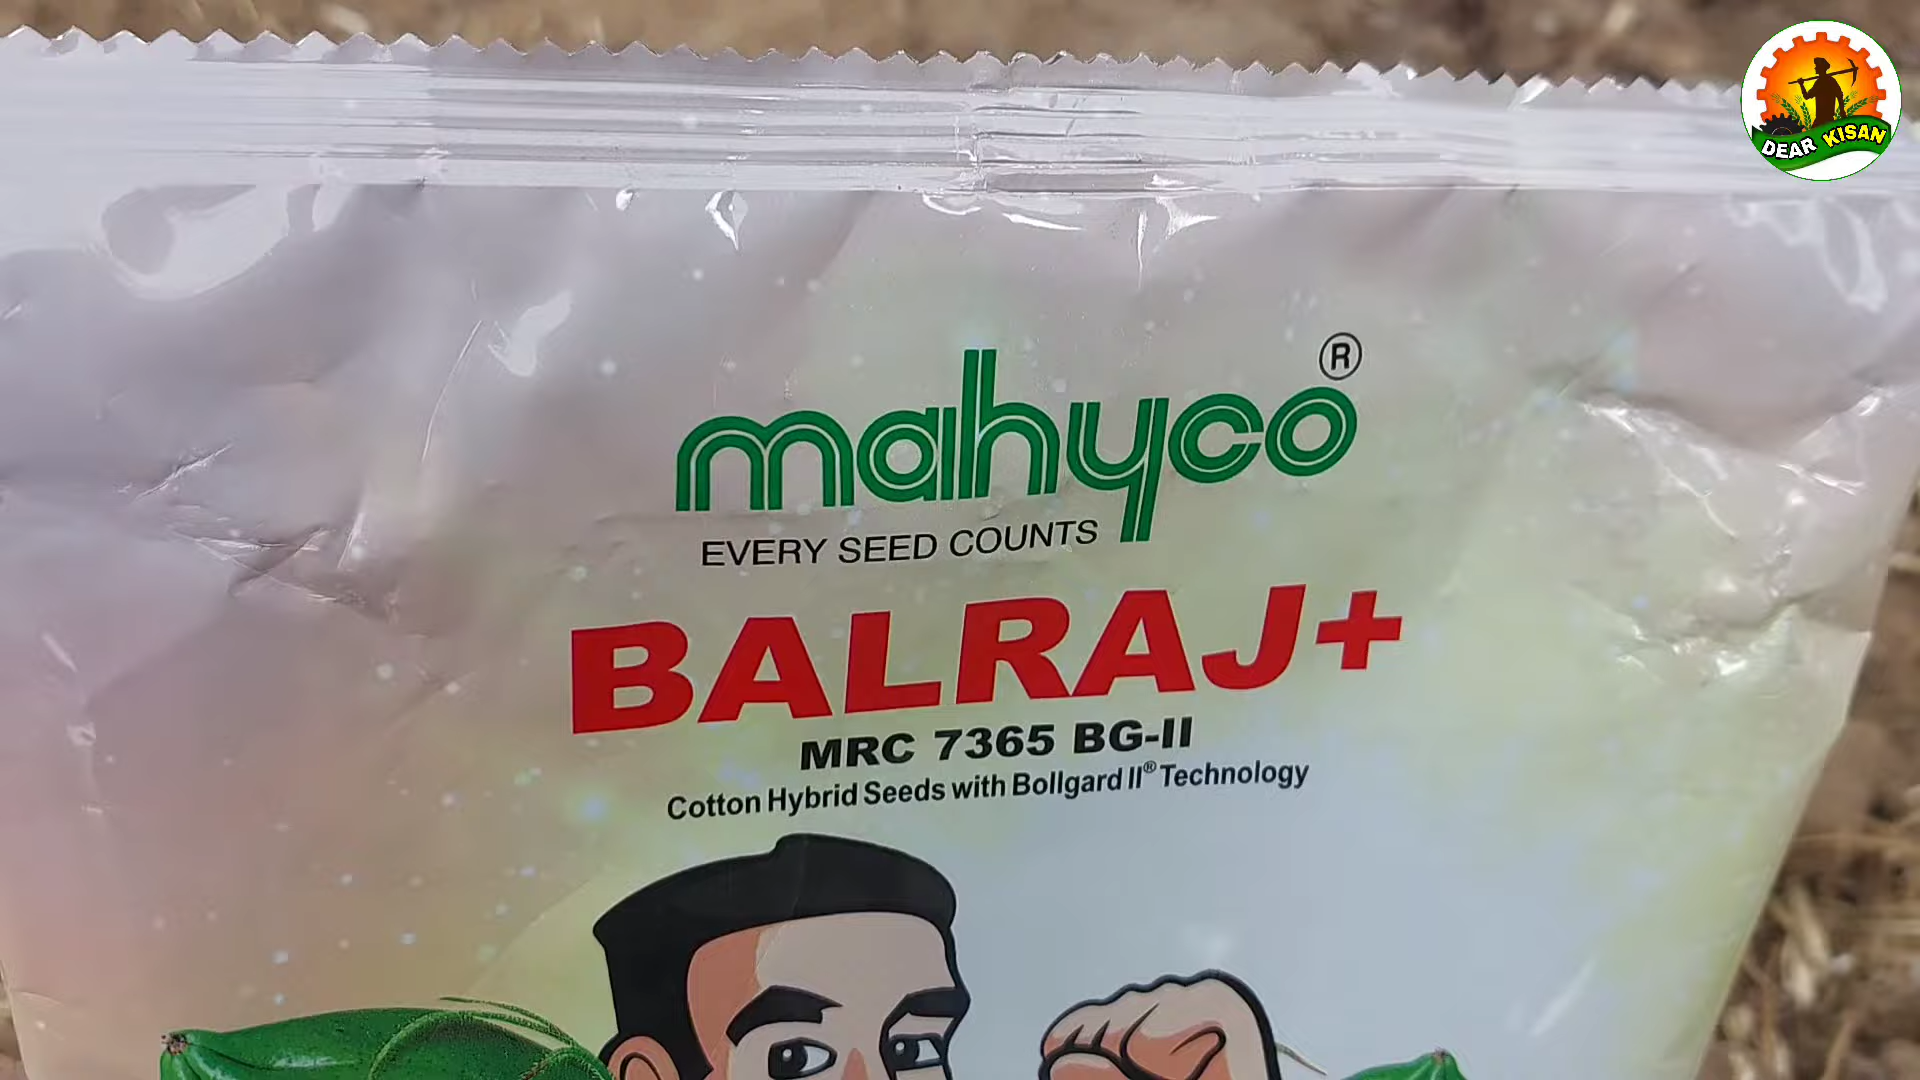 DEAR KISAN
mahyco®
EVERY SEED COUNTS
BALRAJ+
MRC 7365 BG-II
Cotton Hybrid Seeds with Bollgard II® Technology